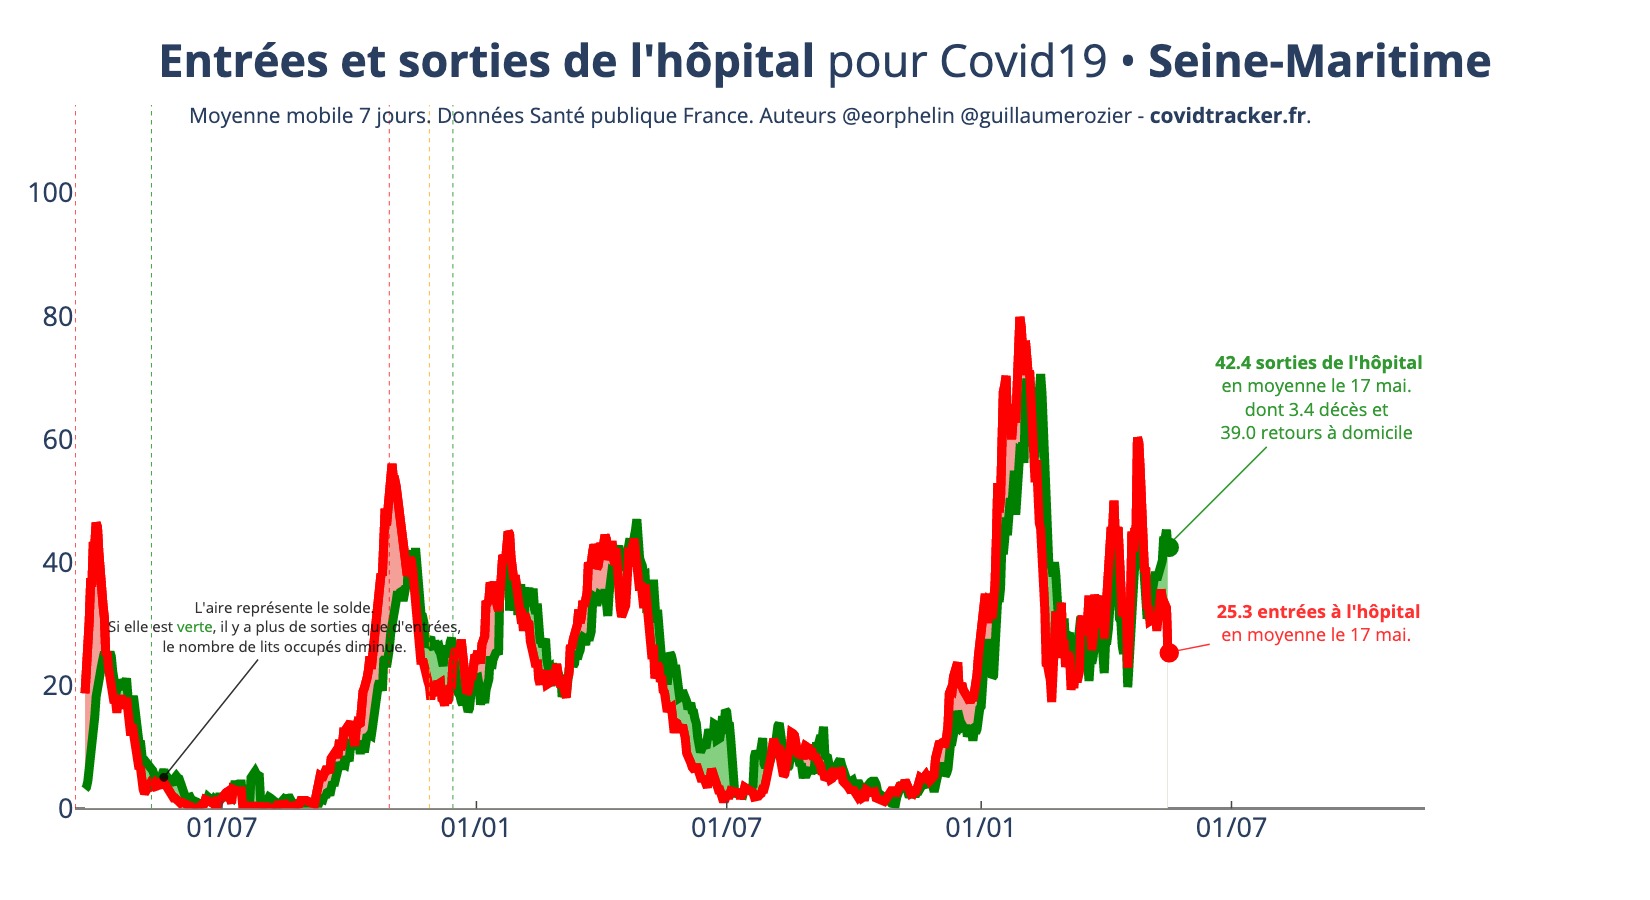 Entrées et sorties de l'hôpital pour Covid19 • Seine-Maritime
Moyenne mobile 7 jours. Données Santé publique France. Auteurs @eorphelin @guillaumerozier - covidtracker.fr.
100
80
60
40
20
0
42.4 sorties de l'hôpital
en moyenne le 17 mai.
dont 3.4 décès et
39.0 retours à domicile
L'aire représente le solde.
Si elle est verte, il y a plus de sorties que d'entrées,
le nombre de lits occupés diminue.
25.3 entrées à l'hôpital
en moyenne le 17 mai.
01/07
01/01
01/07
01/01
01/07